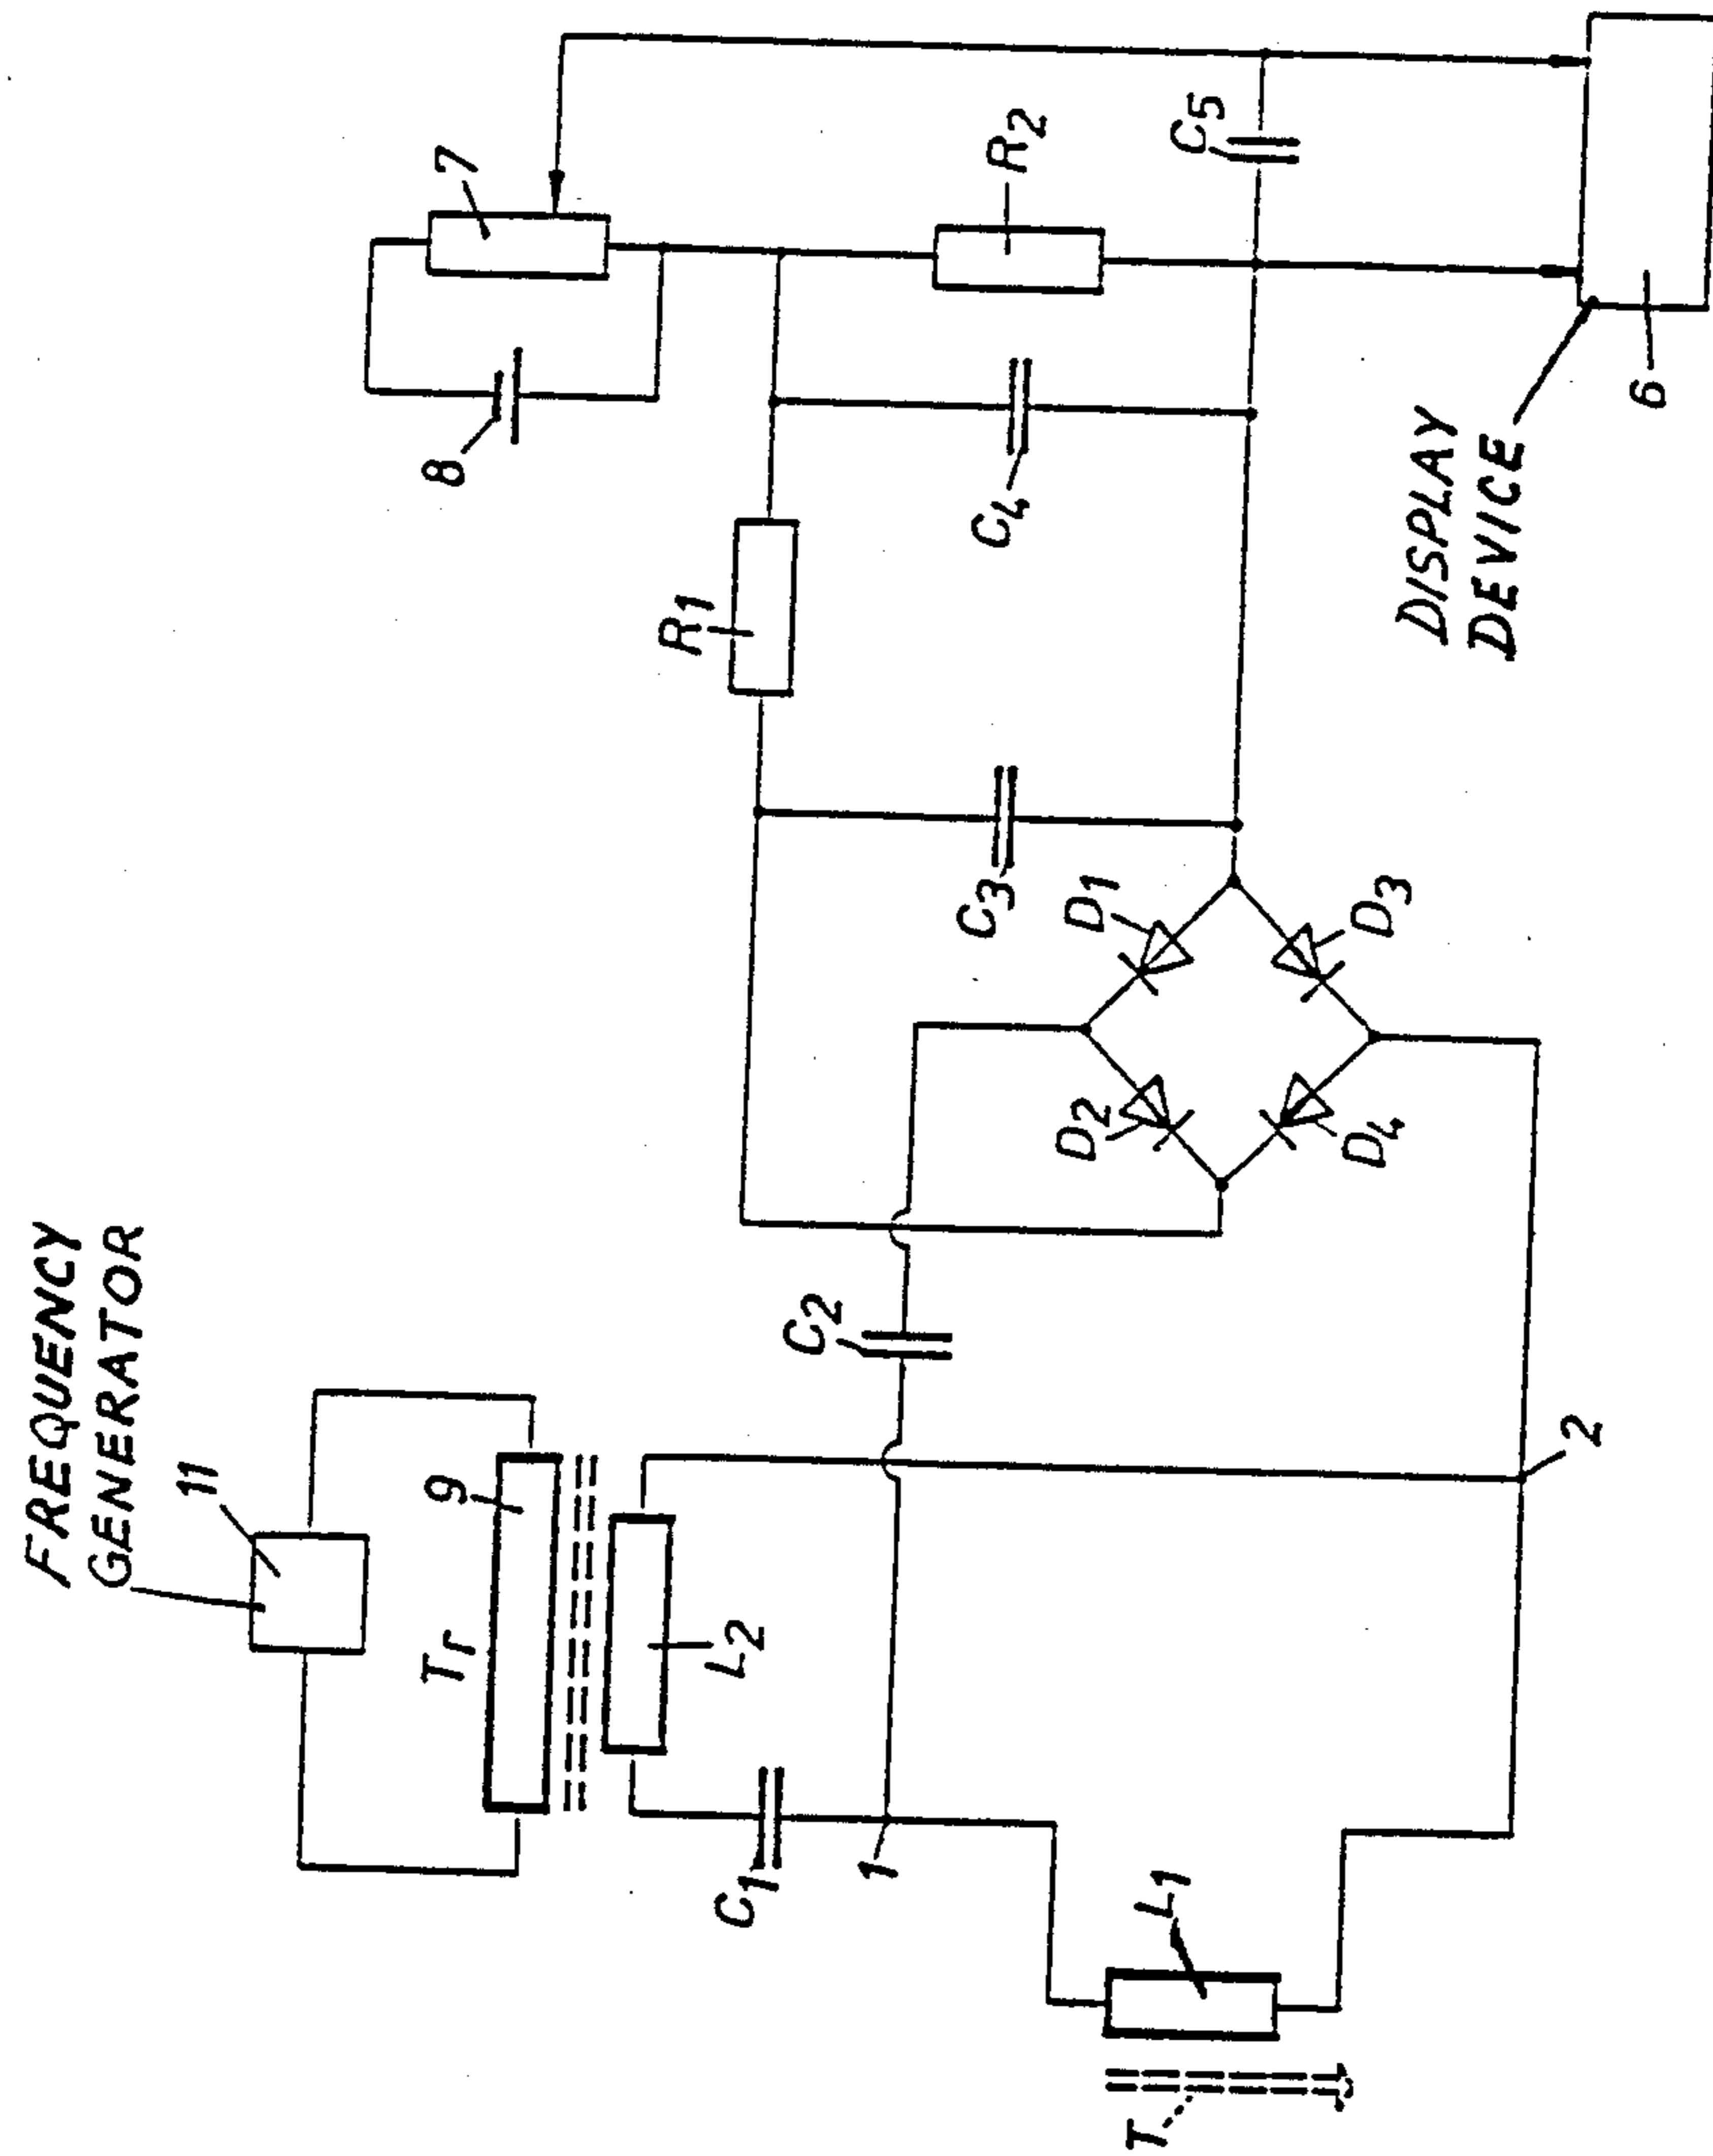 FREQUENCY
GENERATOR
11
9
Tr
L2
C1
1
L1
T
C2
2
D2
D1
D4
D3
C3
R1
C4
8
7
R2
C5
DISPLAY
DEVICE
6